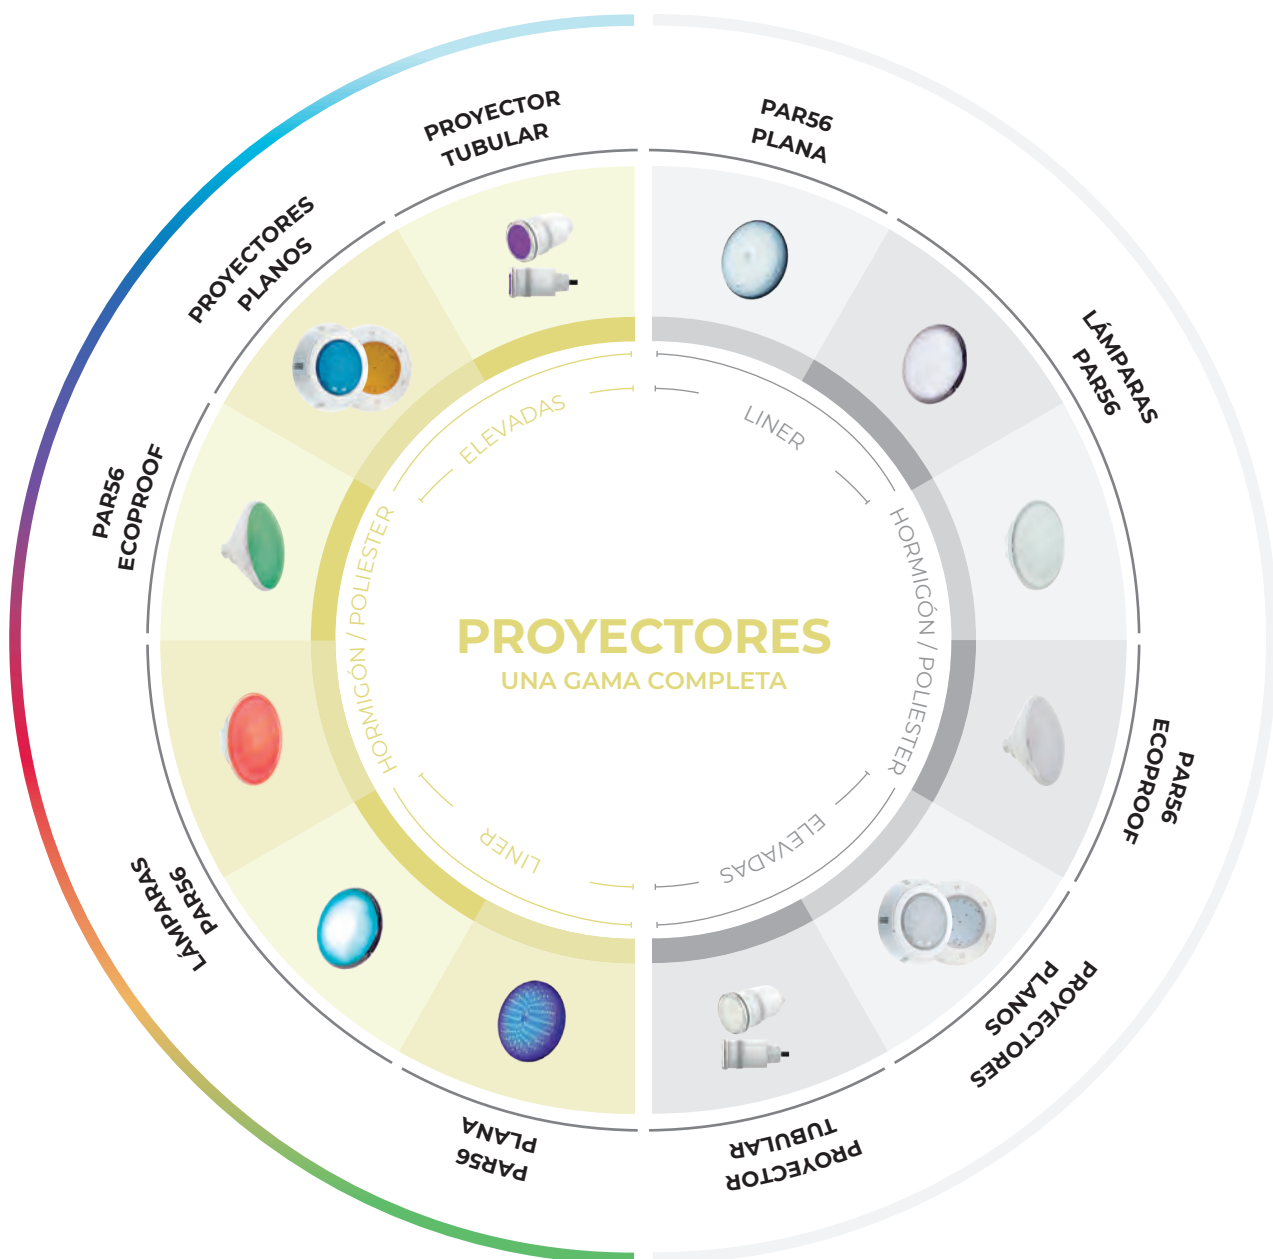 PROYECTOR
TUBULAR
PAR56
PLANA
PROYECTORES
PLANOS
LÁMPARAS
PAR56
PAR56
ECOPROOF
ELEVADAS
LINER
HORMIGÓN / POLIESTER
HORMIGÓN / POLIESTER
PROYECTORES
UNA GAMA COMPLETA
PAR56
ECOPROOF
LINER
ELEVADAS
LÁMPARAS
PAR56
PROYECTORES
PLANOS
PAR56
PLANA
PROYECTOR
TUBULAR